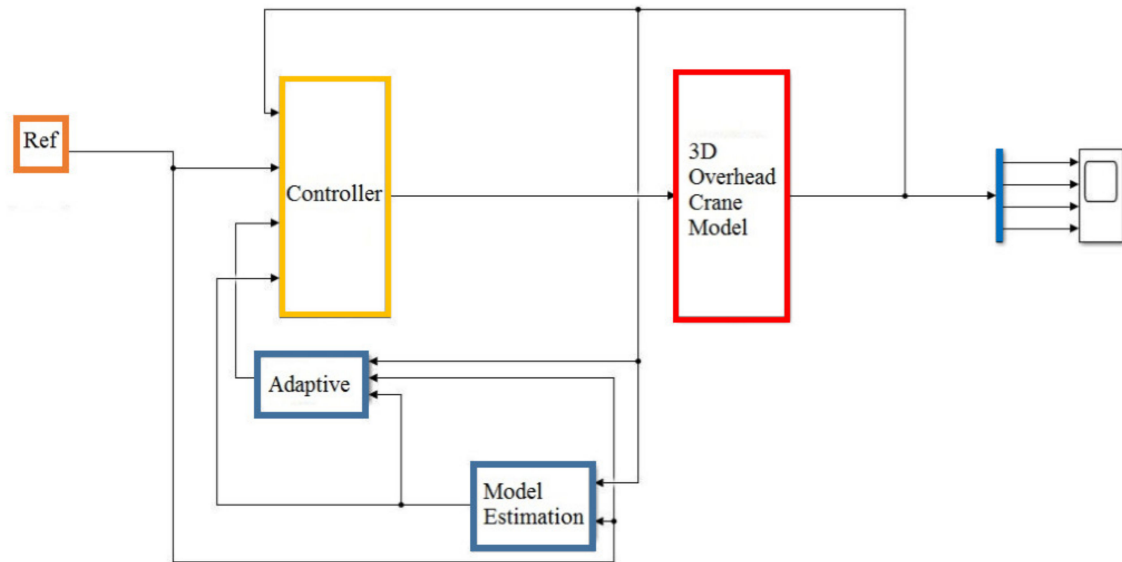 Ref
Controller
3D
Overhead
Crane
Model
Adaptive
Model
Estimation